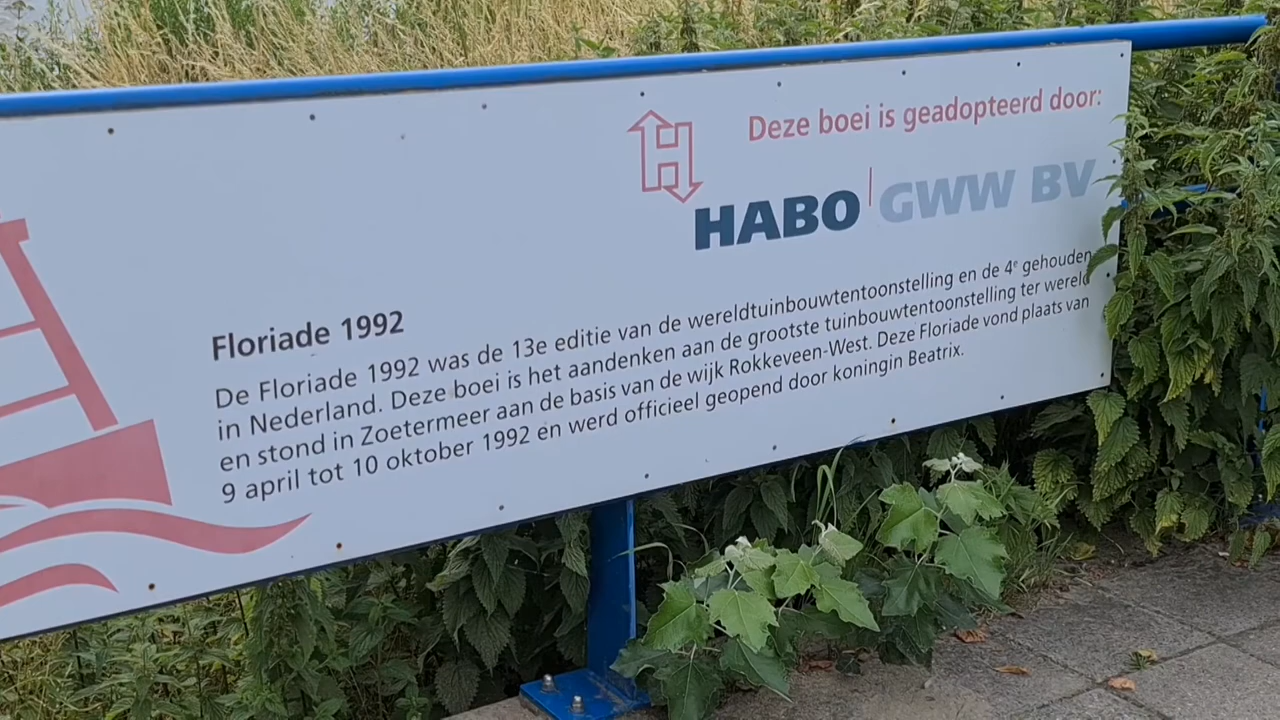 Deze boei is geadopteerd door:
HABO GWW BV
Floriade 1992
De Floriade 1992 was de 13e editie van de wereldtuinbouwtentoonstelling en de 4e gehouden
in Nederland. Deze boei is het aandenken aan de grootste tuinbouwtentoonstelling ter wereld
en stond in Zoetermeer aan de basis van de wijk Rokkeveen-West. Deze Floriade vond plaats van
9 april tot 10 oktober 1992 en werd officieel geopend door koningin Beatrix.